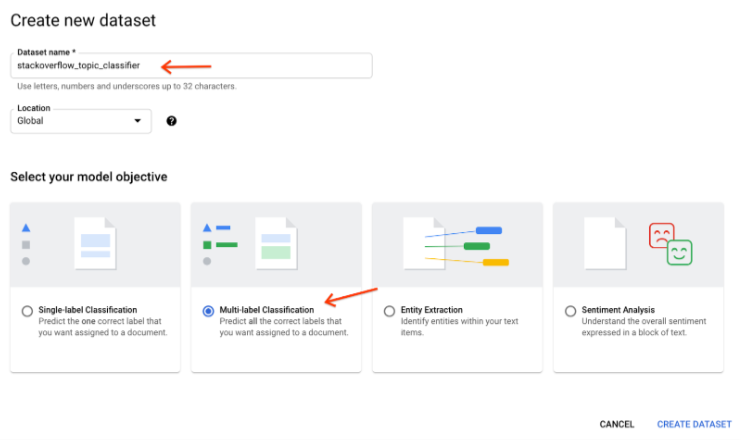 Create new dataset
Dataset name *
stackoverflow_topic_classifier
Use letters, numbers and underscores up to 32 characters.
Location
Global
Select your model objective
Single-label Classification
Predict the one correct label that
you want assigned to a document.
Multi-label Classification
Predict all the correct labels that
you want assigned to a document.
Entity Extraction
Identify entities within your text
items.
Sentiment Analysis
Understand the overall sentiment
expressed in a block of text.
CANCEL
CREATE DATASET